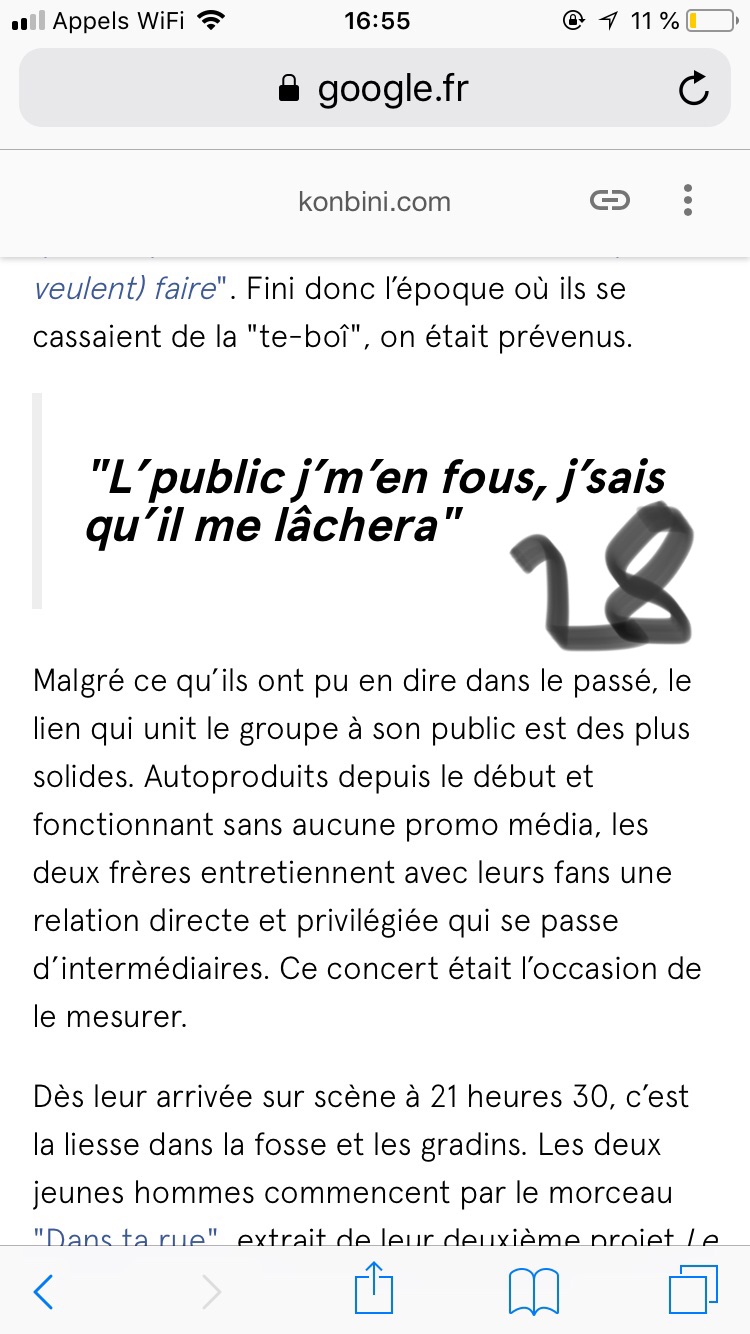 Appels WiFi 16:55 11 %
google.fr
konbini.com
veulent) faire". Fini donc l'époque où ils se
cassaient de la "te-boî", on était prévenus.
"L'public j'm'en fous, j'sais
qu'il me lâchera"
28
Malgré ce qu'ils ont pu en dire dans le passé, le
lien qui unit le groupe à son public est des plus
solides. Autoproduits depuis le début et
fonctionnant sans aucune promo média, les
deux frères entretiennent avec leurs fans une
relation directe et privilégiée qui se passe
d'intermédiaires. Ce concert était l'occasion de
le mesurer.
Dès leur arrivée sur scène à 21 heures 30, c'est
la liesse dans la fosse et les gradins. Les deux
jeunes hommes commencent par le morceau
"Dans ta rue", extrait de leur deuxième projet Le